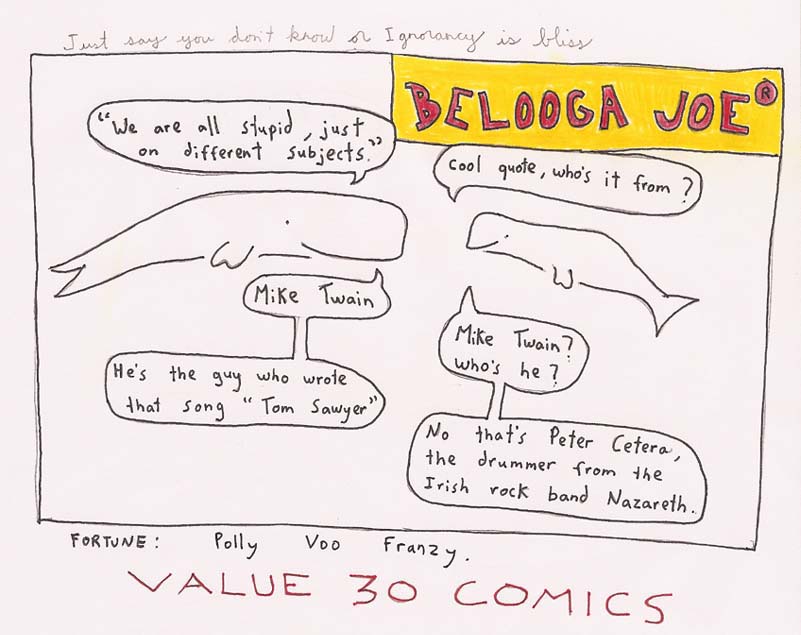 Just say you don't know or Ignorancy is bliss
BELOOGA JOE®
"We are all stupid, just
on different subjects."
Cool quote, who's it from?
Mike Twain
He's the guy who wrote
that song "Tom Sawyer"
Mike Twain?
who's he?
No that's Peter Cetera,
the drummer from the
Irish rock band Nazareth.
FORTUNE: Polly Voo Franzy.
VALUE 30 COMICS